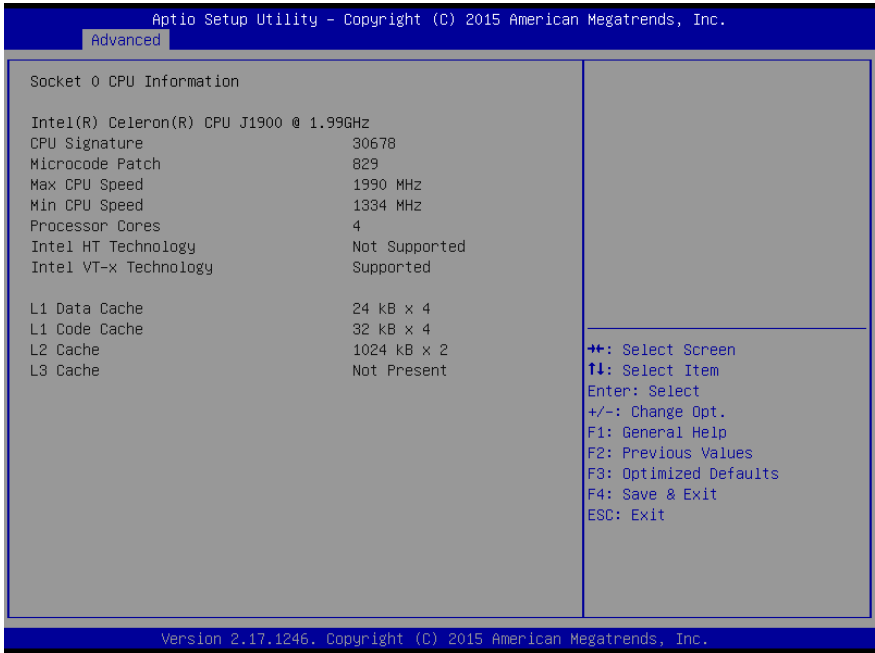 Aptio Setup Utility – Copyright (C) 2015 American Megatrends, Inc.
Advanced
Socket 0 CPU Information
Intel(R) Celeron(R) CPU J1900 @ 1.99GHz
CPU Signature 30678
Microcode Patch 829
Max CPU Speed 1990 MHz
Min CPU Speed 1334 MHz
Processor Cores 4
Intel HT Technology Not Supported
Intel VT-x Technology Supported
L1 Data Cache 24 kB x 4
L1 Code Cache 32 kB x 4
L2 Cache 1024 kB x 2
L3 Cache Not Present
→←: Select Screen
↑↓: Select Item
Enter: Select
+/-: Change Opt.
F1: General Help
F2: Previous Values
F3: Optimized Defaults
F4: Save & Exit
ESC: Exit
Version 2.17.1246. Copyright (C) 2015 American Megatrends, Inc.